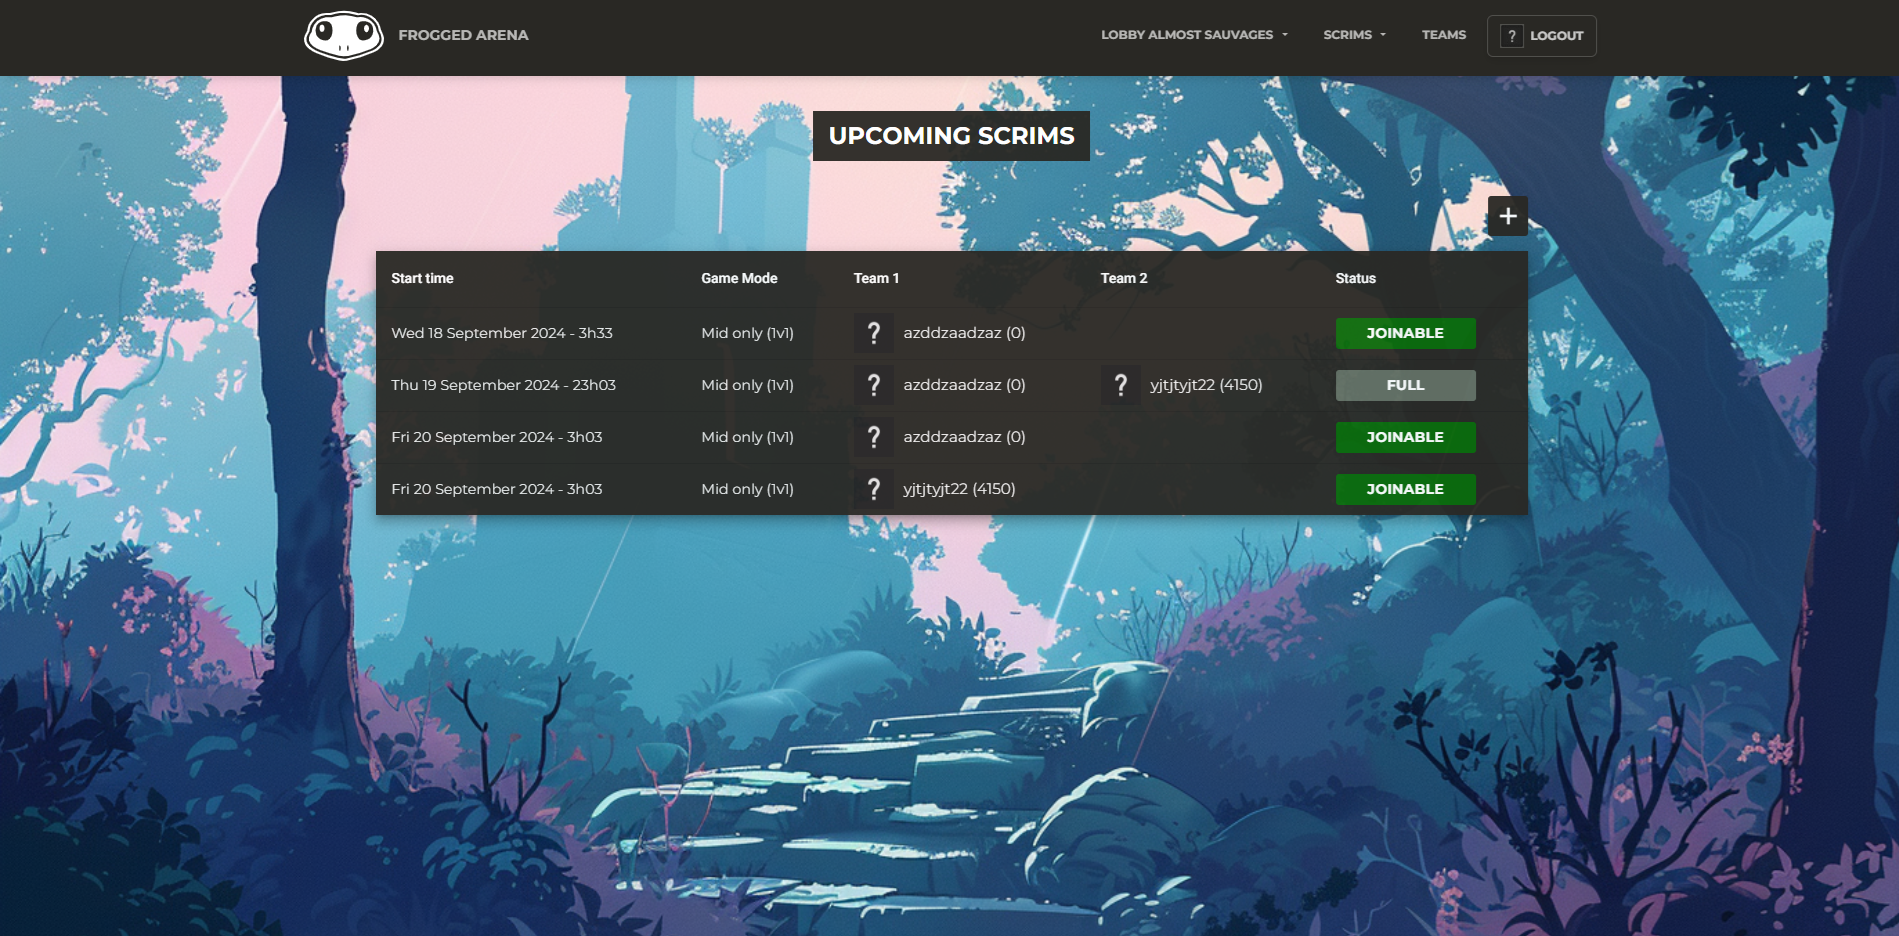 FROGGED ARENA
LOBBY ALMOST SAUVAGES SCRIMS TEAMS ? LOGOUT
UPCOMING SCRIMS
+
Start time Game Mode Team 1 Team 2 Status
Wed 18 September 2024 - 3h33 Mid only (1v1) ? azddzaadzaz (0) JOINABLE
Thu 19 September 2024 - 23h03 Mid only (1v1) ? azddzaadzaz (0) ? yjtjtyjt22 (4150) FULL
Fri 20 September 2024 - 3h03 Mid only (1v1) ? azddzaadzaz (0) JOINABLE
Fri 20 September 2024 - 3h03 Mid only (1v1) ? yjtjtyjt22 (4150) JOINABLE